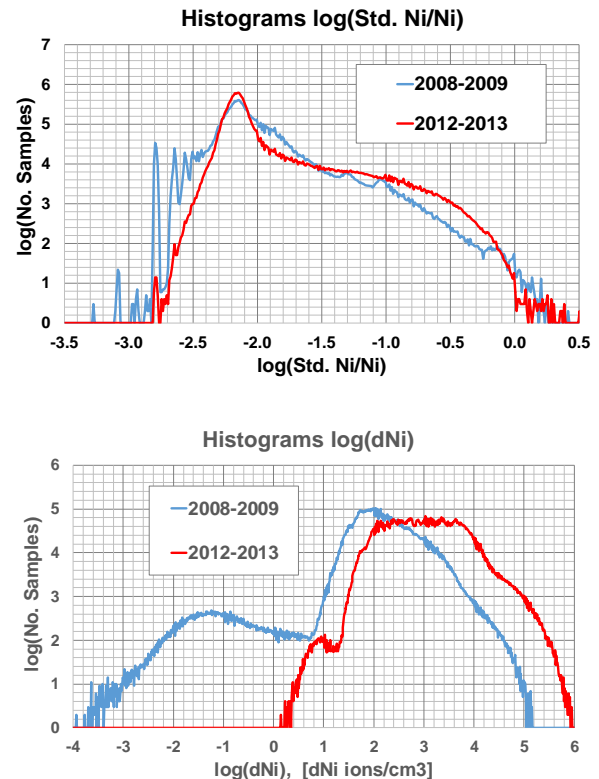 Histograms log(Std. Ni/Ni)
7
6
5
4
3
2
1
0
log(No. Samples)
2008-2009
2012-2013
-3.5 -3.0 -2.5 -2.0 -1.5 -1.0 -0.5 0.0 0.5
log(Std. Ni/Ni)
Histograms log(dNi)
6
5
4
3
2
1
0
log(No. Samples)
2008-2009
2012-2013
-4 -3 -2 -1 0 1 2 3 4 5 6
log(dNi), [dNi ions/cm3]